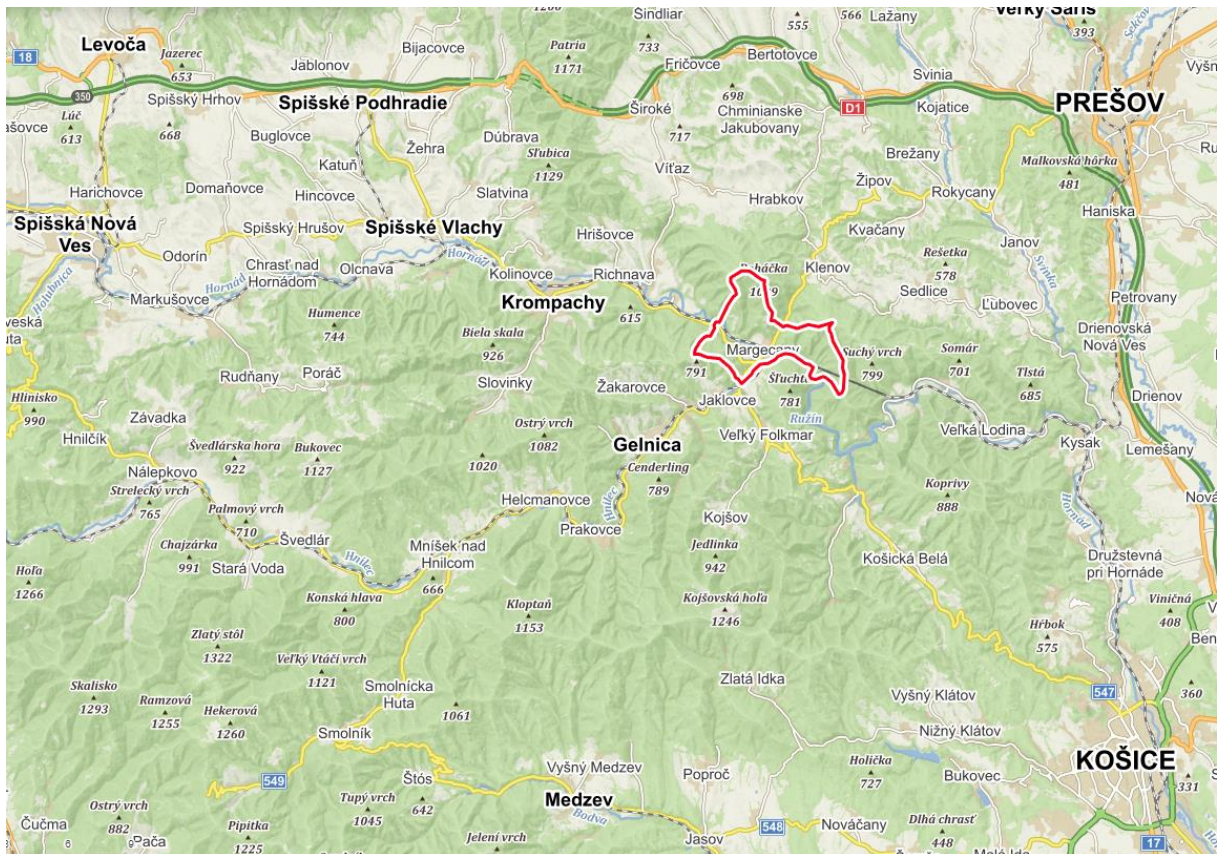 1200
Šindliar
733
555
566
Lažany
Veľký Šariš
393
Sekčov
Levoča
18
Jazerec
653
Bijacovce
Jablonov
Patria
1171
Fričovce
Bertotovce
Svinia
350
Lúč
613
Spišský Hrhov
668
Spišské Podhradie
Široké
698
Chminianske
Jakubovany
D1
Kojatice
PREŠOV
Buglovce
Dúbrava
717
Katuň
Žehra
Sľubica
1129
Víťaz
Brežany
Malkovská hôrka
481
Harichovce
Domaňovce
Hincovce
Slatvina
Žipov
Rokycany
Hrabkov
Haniska
Spišská Nová
Ves
Spišský Hrušov
Spišské Vlachy
Hrišovce
Kvačany
Janov
Svinka
Odorín
Hornád
Rešetka
578
Holubnica
Chrasť nad
Hornádom
Olcnava
Kolinovce
Richnava
Klenov
Sedlice
Markušovce
Hornád
Krompachy
615
Ľubovec
Petrovany
Humence
744
Biela skala
926
Drienovská
Nová Ves
Margecany
791
Suchý vrch
799
Somár
701
Tlstá
685
Rudňany
Poráč
Slovinky
Žakarovce
Jaklovce
781
Ružín
Drienov
Hlinisko
990
Závadka
Hnilčík
Švedlárska hora
922
Bukovec
1127
Ostrý vrch
1082
Gelnica
Veľký Folkmar
Veľká Lodina
Kysak
Lemešany
Nálepkovo
Strelecký vrch
765
1020
Cenderling
789
Koprivy
888
Palmový vrch
710
Helcmanovce
Hnilec
Kojšov
Hornád
Prakovce
Švedlár
Hnilec
Mníšek nad
Hnilcom
666
Jedlinka
942
Košická Belá
Družstevná
pri Hornáde
Chajzárka
991
Stará Voda
Hoľa
1266
Konská hlava
800
Kloptaň
1153
Kojšovská hoľa
1246
Viničná
408
Hŕbok
575
Zlatý stôl
1322
Veľký Vtáčí vrch
1121
Skalisko
1293
Ramzová
1255
Hekerová
1260
Smolnícka
Huta
1061
Zlatá Idka
Vyšný Klátov
547
360
Smolník
Nižný Klátov
549
Štós
642
Vyšný Medzev
Poproč
Holička
727
Bukovec
KOŠICE
331
Ostrý vrch
882
Tupý vrch
1045
Medzev
Bodva
Čučma
Pača
Pipitka
1225
Jelení vrch
Jasov
548
Nováčany
Dlhá chrasť
448
17